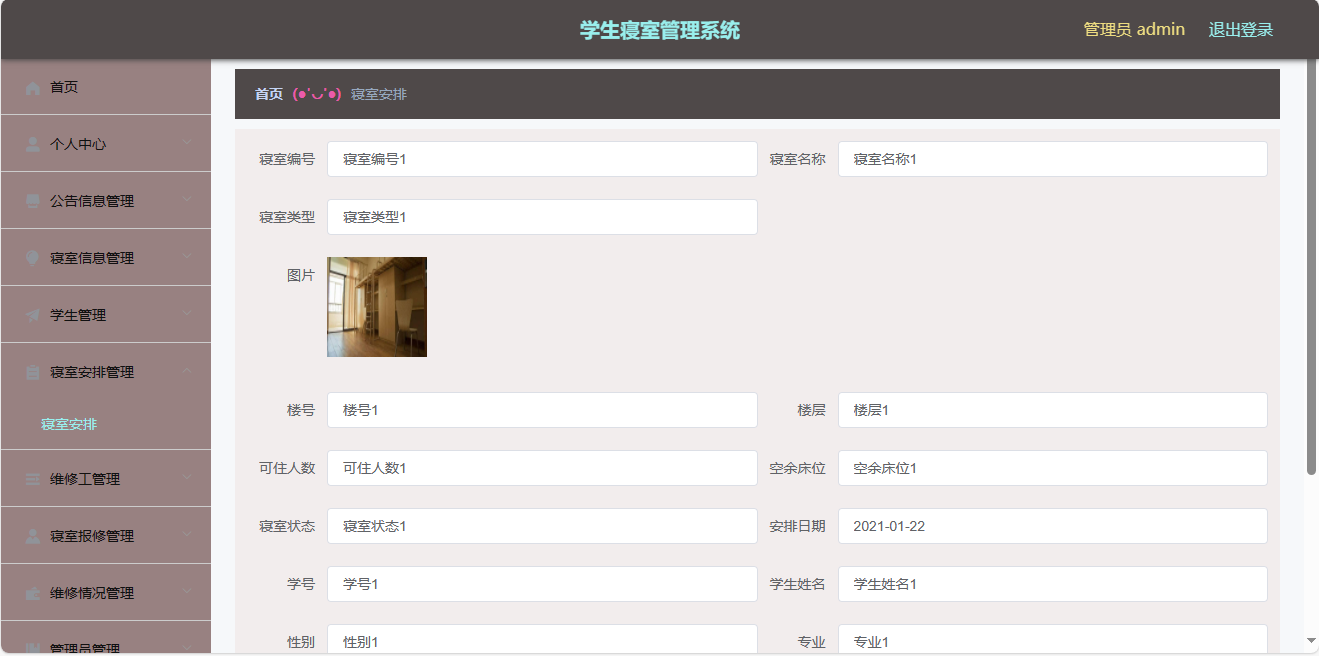 学生寝室管理系统
管理员 admin 退出登录
首页
个人中心
公告信息管理
寝室信息管理
学生管理
寝室安排管理
寝室安排
维修工管理
寝室报修管理
维修情况管理
管理员管理
首页 (●'◡'●) 寝室安排
寝室编号 寝室编号1 寝室名称 寝室名称1
寝室类型 寝室类型1
图片
楼号 楼号1 楼层 楼层1
可住人数 可住人数1 空余床位 空余床位1
寝室状态 寝室状态1 安排日期 2021-01-22
学号 学号1 学生姓名 学生姓名1
性别 性别1 专业 专业1